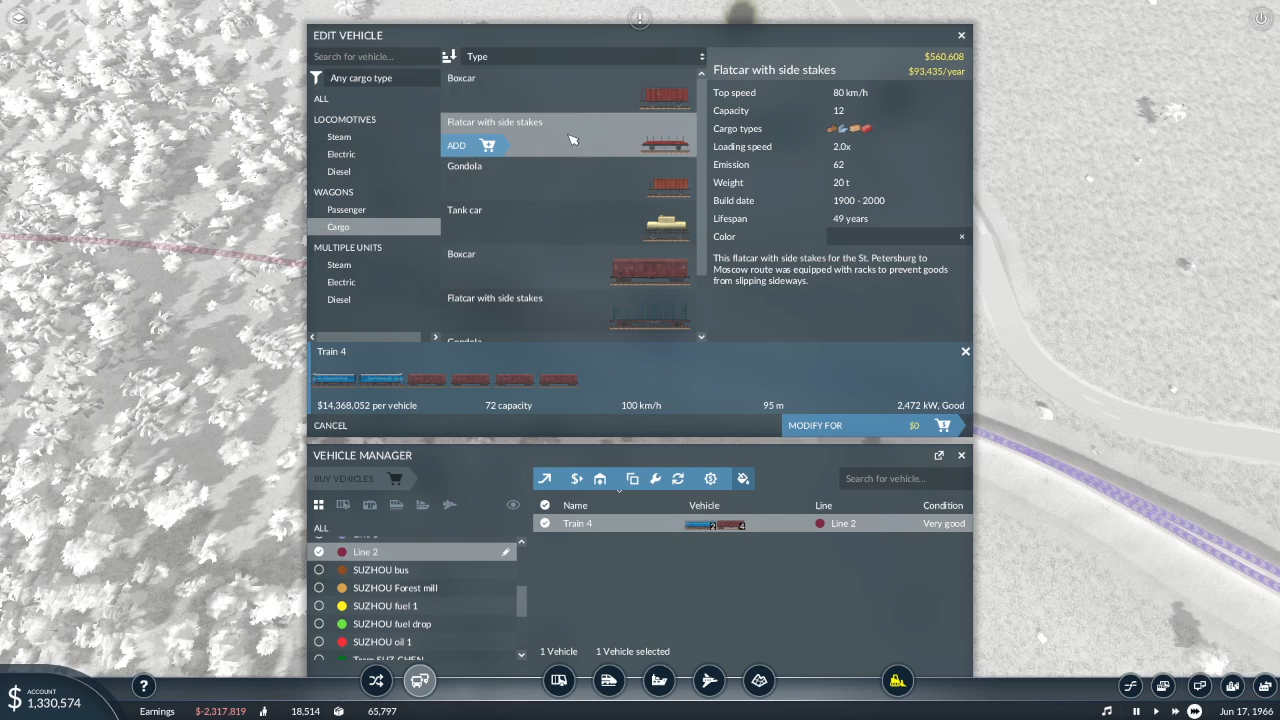 EDIT VEHICLE
Search for vehicle...
Type
$560,608
Any cargo type
Flatcar with side stakes
$93,435/year
ALL
LOCOMOTIVES
Steam
Electric
Diesel
WAGONS
Passenger
Cargo
MULTIPLE UNITS
Steam
Electric
Diesel
Boxcar
Flatcar with side stakes
ADD
Gondola
Tank car
Boxcar
Flatcar with side stakes
Gondola
Top speed 80 km/h
Capacity 12
Cargo types
Loading speed 2.0x
Emission 62
Weight 20 t
Build date 1900 - 2000
Lifespan 49 years
Color
This flatcar with side stakes for the St. Petersburg to
Moscow route was equipped with racks to prevent goods
from slipping sideways.
Train 4
$14,368,052 per vehicle 72 capacity 100 km/h 95 m 2,472 kW, Good
CANCEL MODIFY FOR $0
VEHICLE MANAGER
BUY VEHICLES
Search for vehicle...
ALL
Line 2
SUZHOU bus
SUZHOU Forest mill
SUZHOU fuel 1
SUZHOU fuel drop
SUZHOU oil 1
Name Vehicle Line Condition
Train 4 2 4 Line 2 Very good
1 Vehicle 1 Vehicle selected
$ ACCOUNT
1,330,574
?
Earnings $-2,317,819 18,514 65,797 Jun 17, 1966